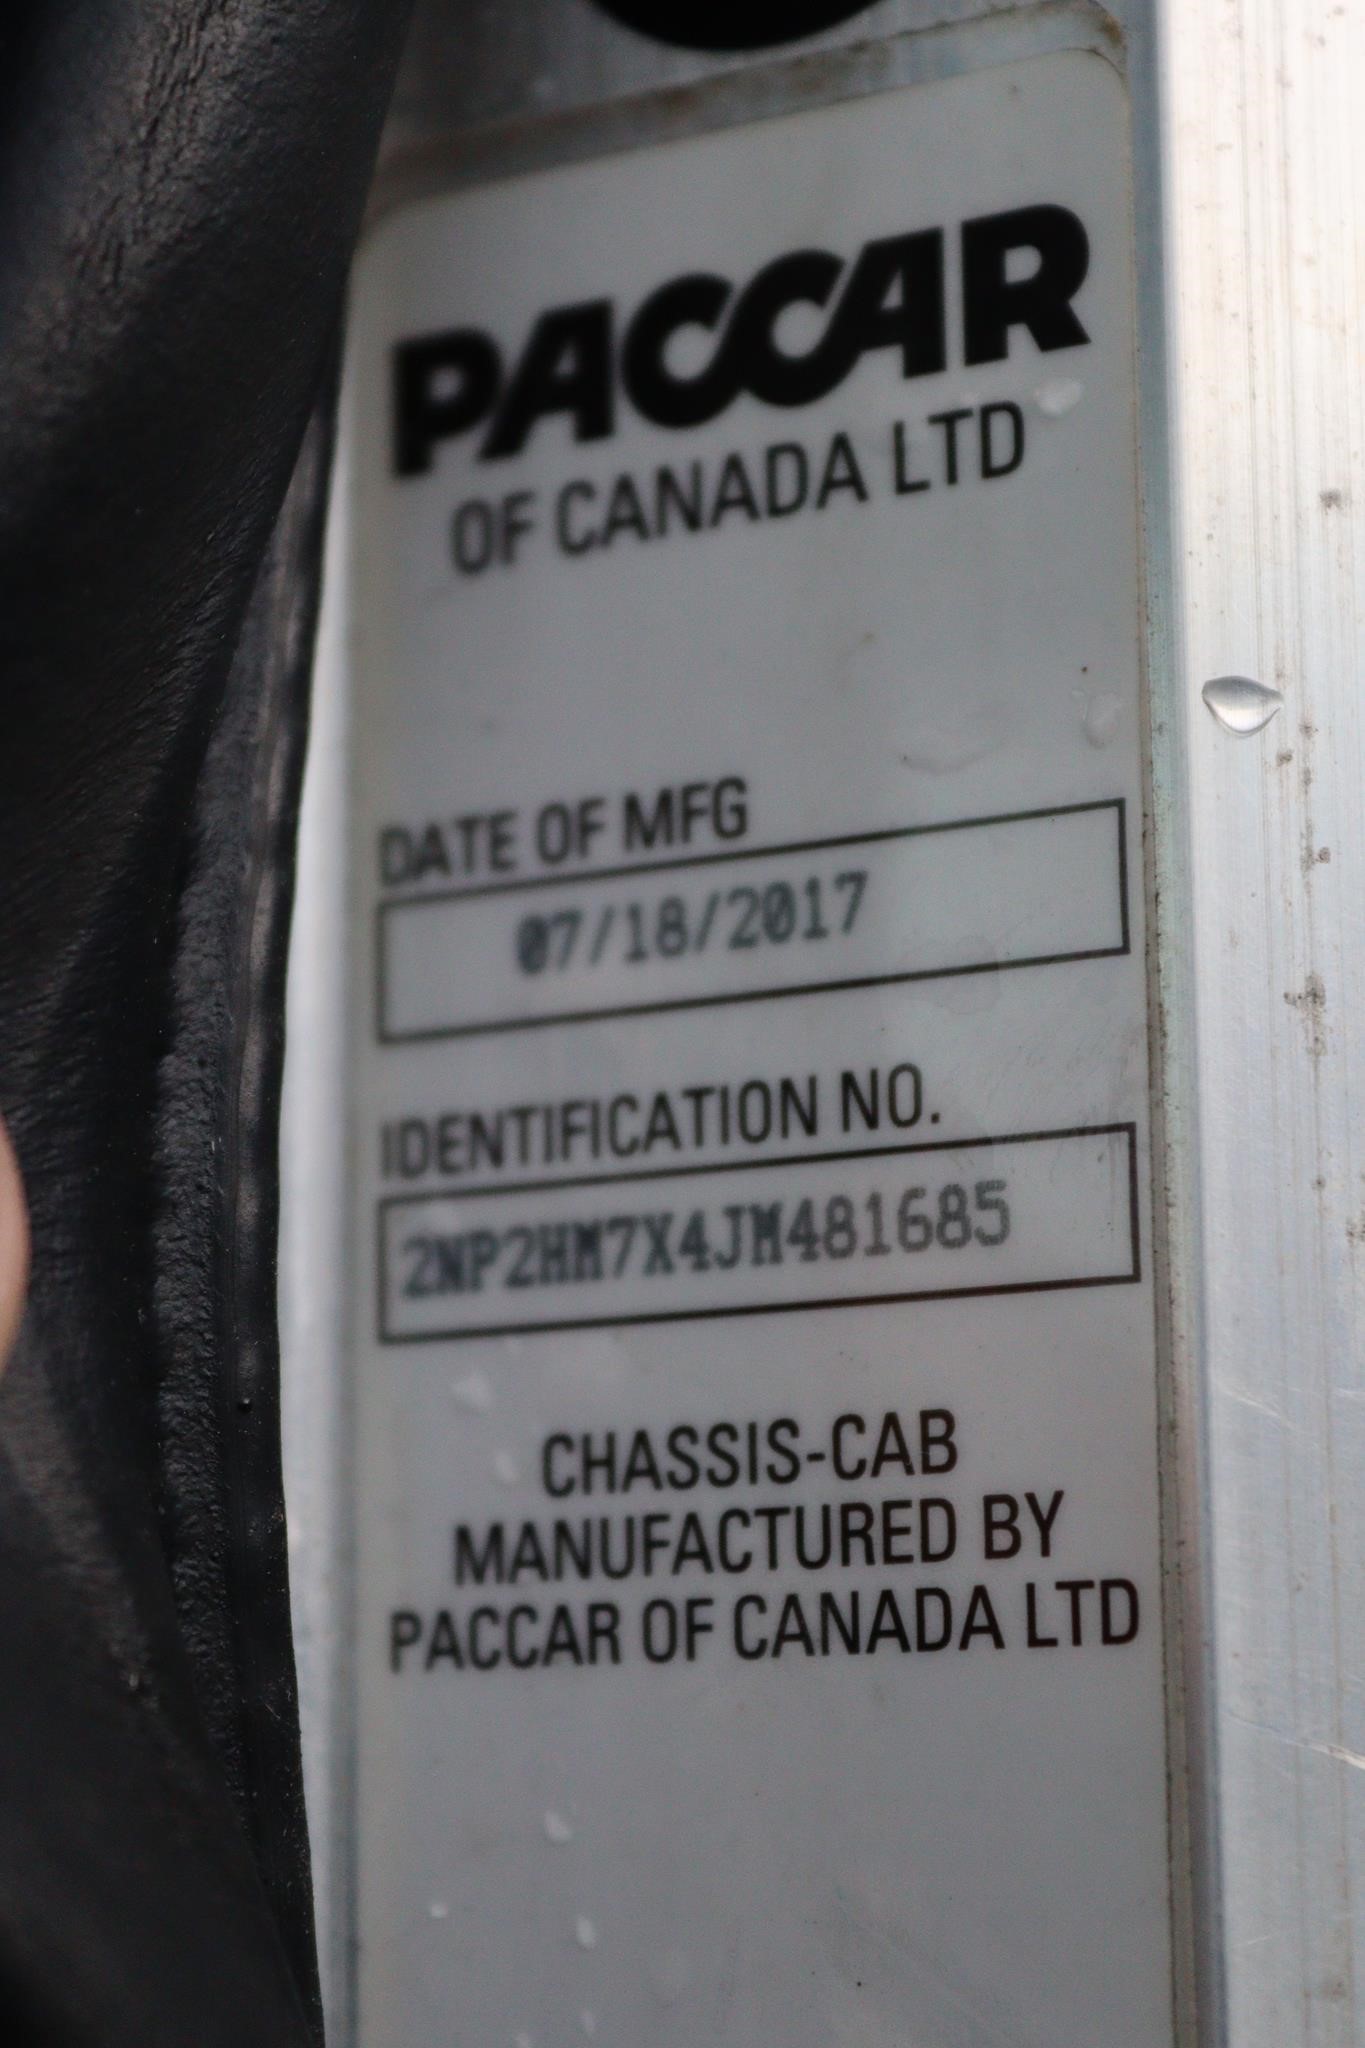 PACCAR
OF CANADA LTD
DATE OF MFG
07/18/2017
IDENTIFICATION NO.
2NP2HM7X4JM481685
CHASSIS-CAB
MANUFACTURED BY
PACCAR OF CANADA LTD